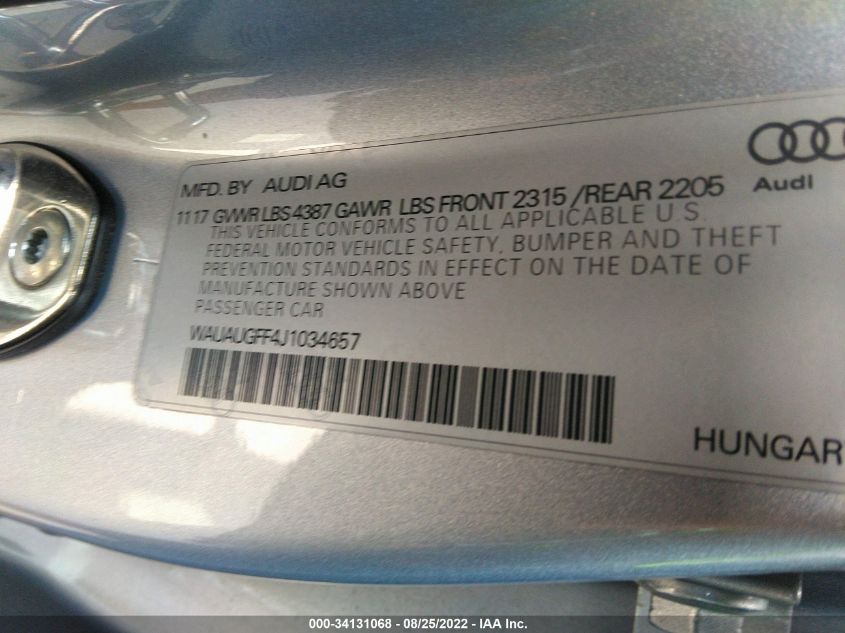 MFD. BY AUDI AG
Audi
1117 GVWR LBS 4387 GAWR LBS FRONT 2315 /REAR 2205
THIS VEHICLE CONFORMS TO ALL APPLICABLE U.S.
FEDERAL MOTOR VEHICLE SAFETY, BUMPER AND THEFT
PREVENTION STANDARDS IN EFFECT ON THE DATE OF
MANUFACTURE SHOWN ABOVE
PASSENGER CAR
WAUAUGFF4J1034657
HUNGAR
000-34131068 - 08/25/2022 - IAA Inc.